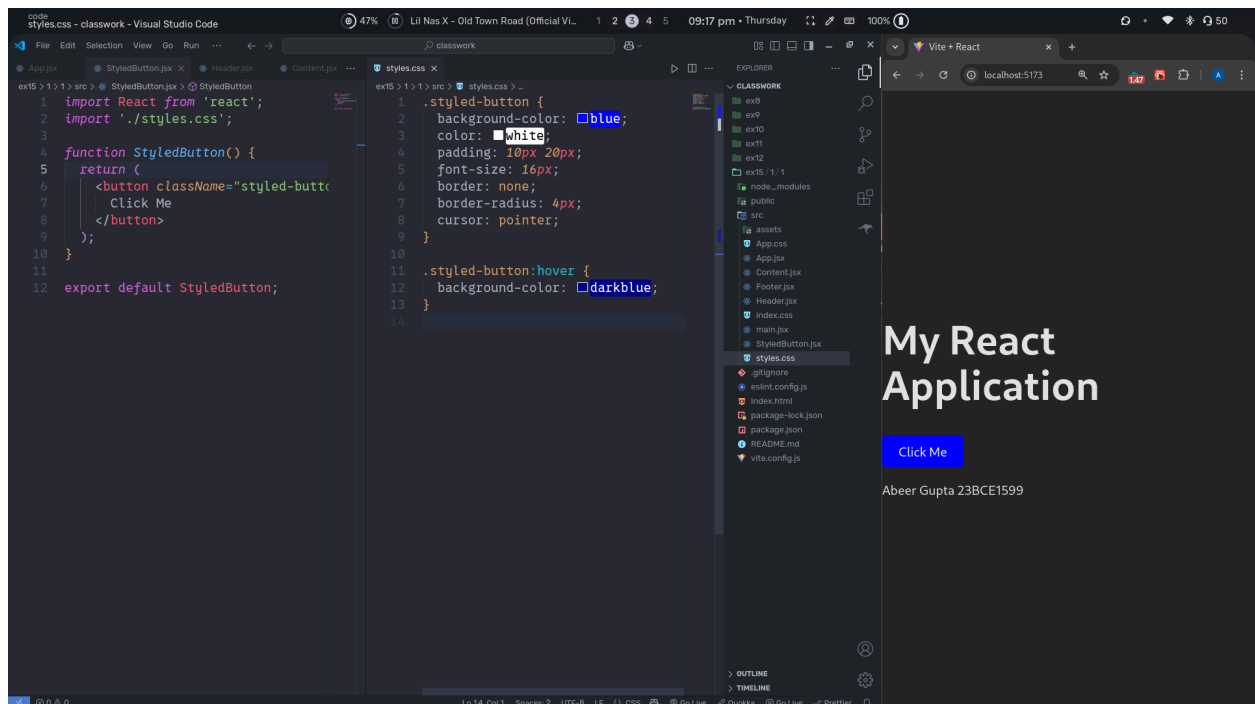 code
styles.css - classwork - Visual Studio Code
47%
Lil Nas X - Old Town Road (Official Vi...
1 2 3 4 5
09:17 pm • Thursday
100%
50
File Edit Selection View Go Run ...
classwork
App.jsx
StyledButton.jsx
Header.jsx
Content.jsx
ex15 > 1 > 1 > src > StyledButton.jsx > StyledButton
1 import React from 'react';
2 import './styles.css';
3
4 function StyledButton() {
5 return (
6 <button className="styled-butto
7 Click Me
8 </button>
9 );
10 }
11
12 export default StyledButton;
styles.css
ex15 > 1 > 1 > src > styles.css > ...
1 .styled-button {
2 background-color: blue;
3 color: white;
4 padding: 10px 20px;
5 font-size: 16px;
6 border: none;
7 border-radius: 4px;
8 cursor: pointer;
9 }
10
11 .styled-button:hover {
12 background-color: darkblue;
13 }
14
EXPLORER
CLASSWORK
ex8
ex9
ex10
ex11
ex12
ex15 / 1 / 1
node_modules
public
src
assets
App.css
App.jsx
Content.jsx
Footer.jsx
Header.jsx
index.css
main.jsx
StyledButton.jsx
styles.css
.gitignore
eslint.config.js
index.html
package-lock.json
package.json
README.md
vite.config.js
OUTLINE
TIMELINE
0 0
Ln 14, Col 1 Spaces: 2 UTF-8 LF {} CSS Go Live Quokka Go Live Prettier
Vite + React
localhost:5173
1.47
A
My React
Application
Click Me
Abeer Gupta 23BCE1599